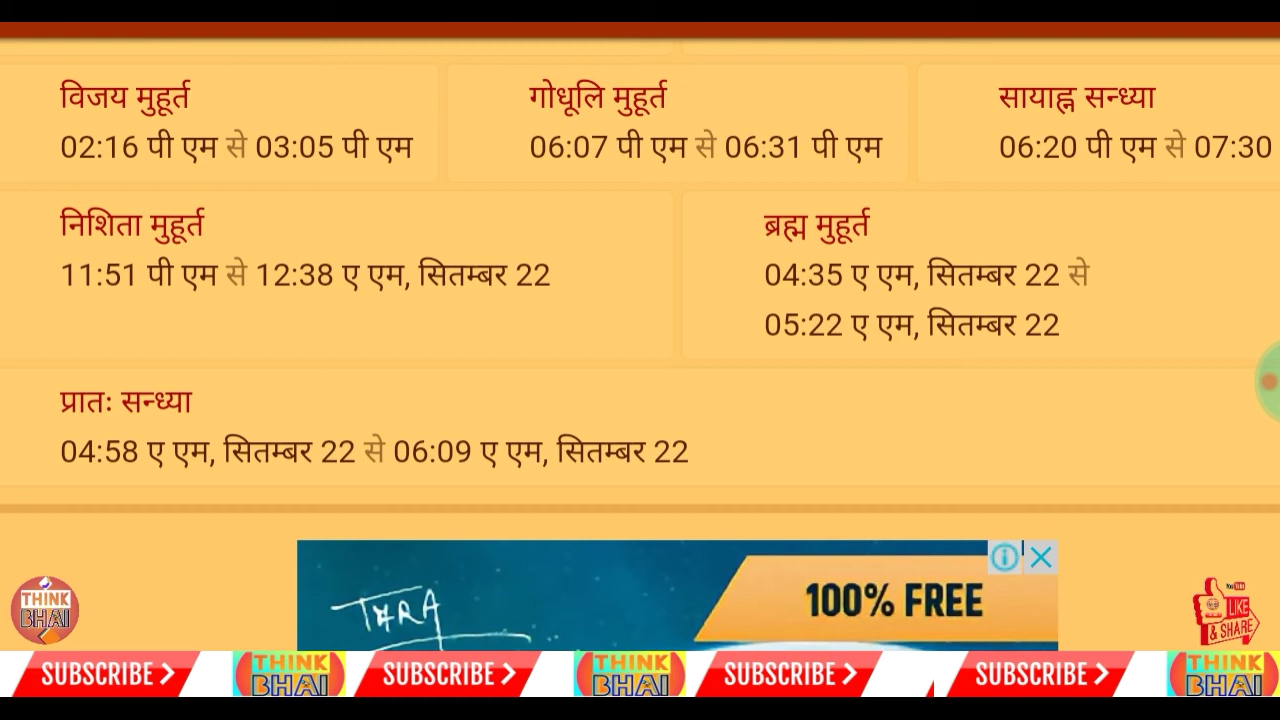 विजय मुहूर्त
02:16 पी एम से 03:05 पी एम
गोधूलि मुहूर्त
06:07 पी एम से 06:31 पी एम
सायाह्न सन्ध्या
06:20 पी एम से 07:30
निशिता मुहूर्त
11:51 पी एम से 12:38 ए एम, सितम्बर 22
ब्रह्म मुहूर्त
04:35 ए एम, सितम्बर 22 से
05:22 ए एम, सितम्बर 22
प्रातः सन्ध्या
04:58 ए एम, सितम्बर 22 से 06:09 ए एम, सितम्बर 22
TARA
100% FREE
THINK
BHAI
YouTube
LIKE
& SHARE
SUBSCRIBE
THINK
BHAI
SUBSCRIBE
THINK
BHAI
SUBSCRIBE
SUBSCRIBE
THINK
BHAI